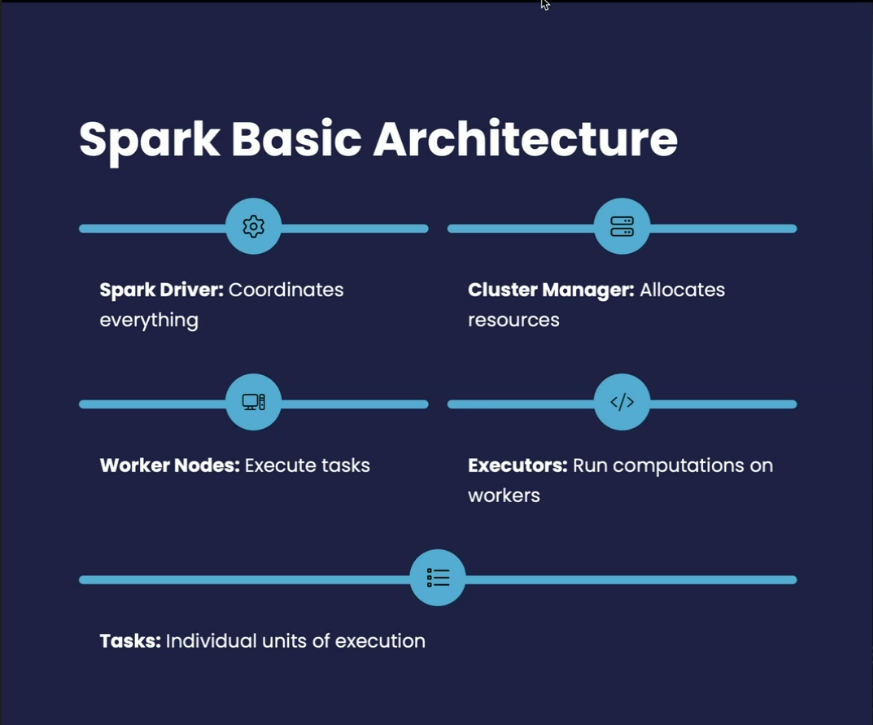 Spark Basic Architecture
Spark Driver: Coordinates
everything
Cluster Manager: Allocates
resources
Worker Nodes: Execute tasks
Executors: Run computations on
workers
Tasks: Individual units of execution